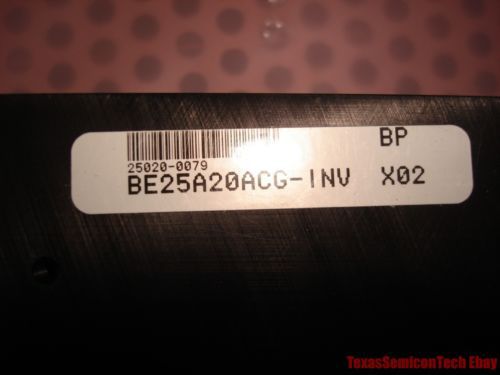 BP
25020-0079
BE25A20ACG-INV X02
TexasSemiconTech Ebay